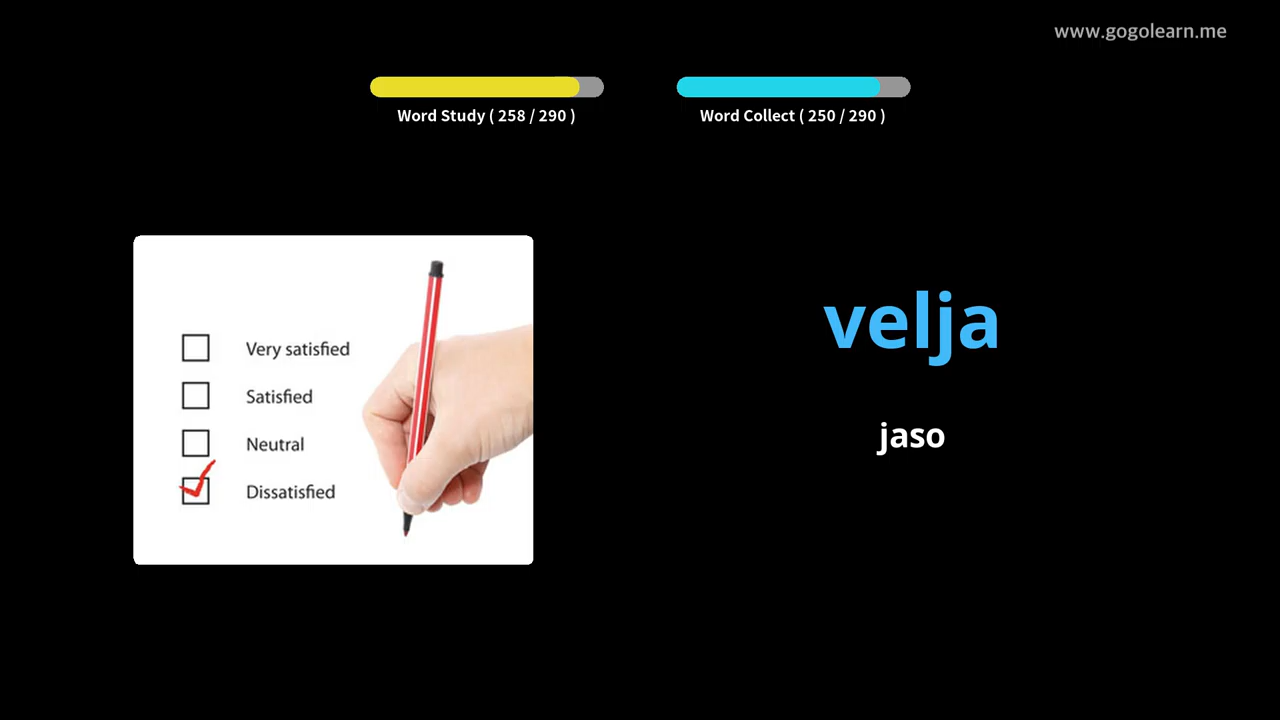 www.gogolearn.me
Word Study ( 258 / 290 )
Word Collect ( 250 / 290 )
Very satisfied
Satisfied
Neutral
Dissatisfied
velja
jaso